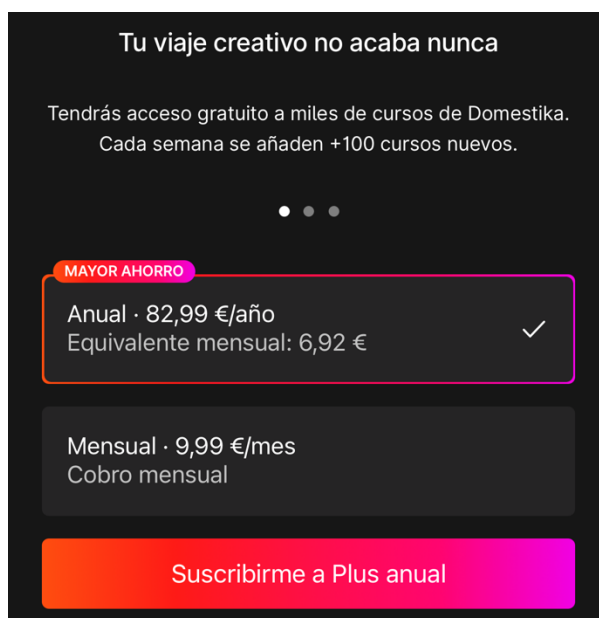 Tu viaje creativo no acaba nunca
Tendrás acceso gratuito a miles de cursos de Domestika.
Cada semana se añaden +100 cursos nuevos.
MAYOR AHORRO
Anual · 82,99 €/año
Equivalente mensual: 6,92 €
Mensual · 9,99 €/mes
Cobro mensual
Suscribirme a Plus anual